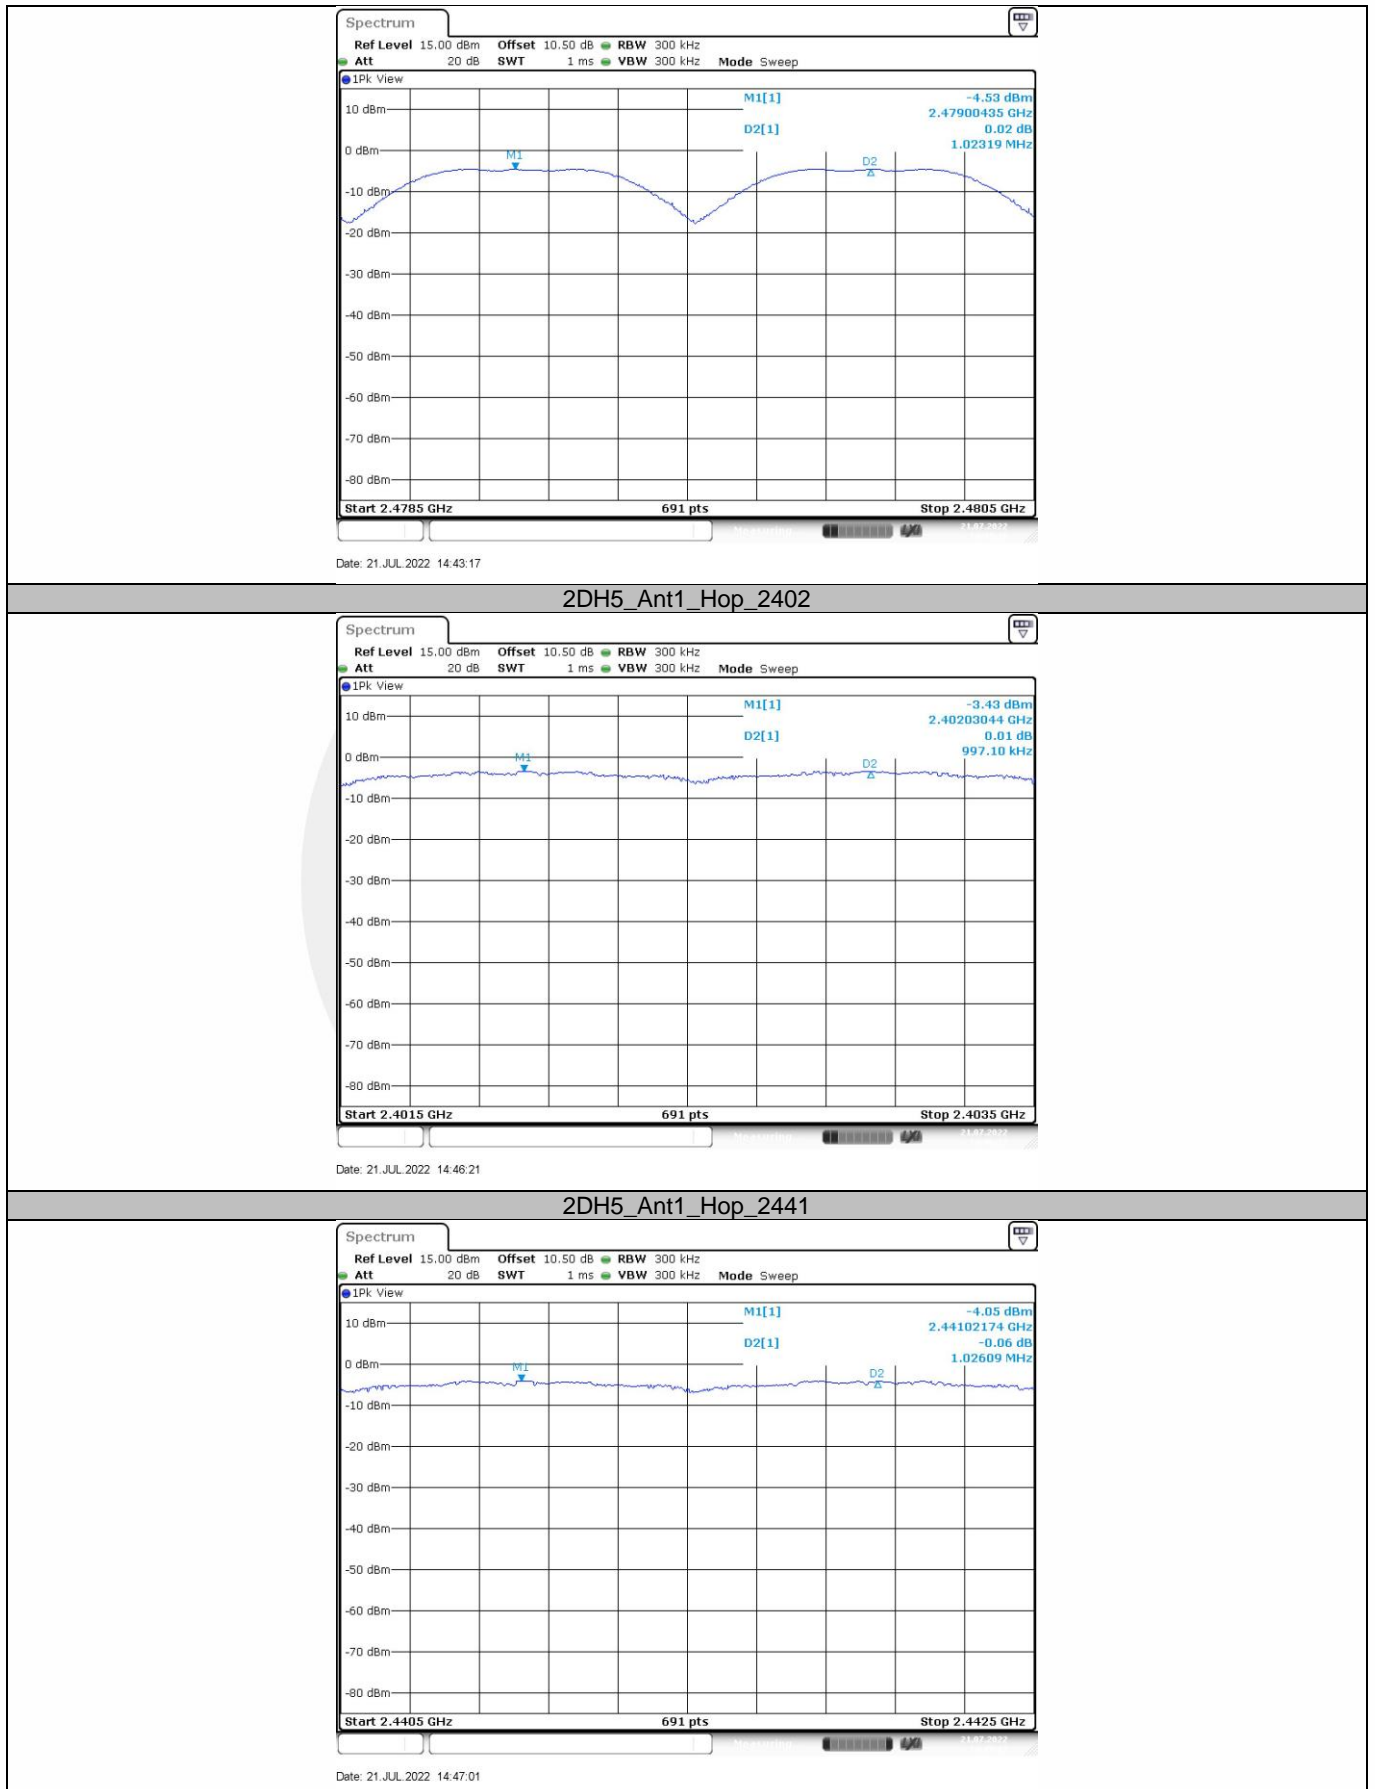 Spectrum
Ref Level 15.00 dBm Offset 10.50 dB RBW 300 kHz
Att 20 dB SWT 1 ms VBW 300 kHz Mode Sweep
1Pk View
M1[1] -4.53 dBm
10 dBm 2.47900435 GHz
D2[1] 0.02 dB
1.02319 MHz
0 dBm
M1 D2
-10 dBm
-20 dBm
-30 dBm
-40 dBm
-50 dBm
-60 dBm
-70 dBm
-80 dBm
Start 2.4785 GHz 691 pts Stop 2.4805 GHz
Measuring 21.07.2022
Date: 21.JUL.2022 14:43:17
2DH5_Ant1_Hop_2402
Spectrum
Ref Level 15.00 dBm Offset 10.50 dB RBW 300 kHz
Att 20 dB SWT 1 ms VBW 300 kHz Mode Sweep
1Pk View
M1[1] -3.43 dBm
10 dBm 2.40203044 GHz
D2[1] 0.01 dB
997.10 kHz
0 dBm
M1 D2
-10 dBm
-20 dBm
-30 dBm
-40 dBm
-50 dBm
-60 dBm
-70 dBm
-80 dBm
Start 2.4015 GHz 691 pts Stop 2.4035 GHz
Measuring 21.07.2022
Date: 21.JUL.2022 14:46:21
2DH5_Ant1_Hop_2441
Spectrum
Ref Level 15.00 dBm Offset 10.50 dB RBW 300 kHz
Att 20 dB SWT 1 ms VBW 300 kHz Mode Sweep
1Pk View
M1[1] -4.05 dBm
10 dBm 2.44102174 GHz
D2[1] -0.06 dB
1.02609 MHz
0 dBm
M1 D2
-10 dBm
-20 dBm
-30 dBm
-40 dBm
-50 dBm
-60 dBm
-70 dBm
-80 dBm
Start 2.4405 GHz 691 pts Stop 2.4425 GHz
Measuring 21.07.2022
Date: 21.JUL.2022 14:47:01